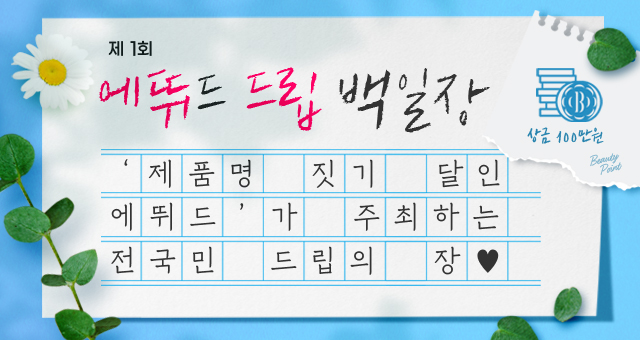 제 1회
에뛰드 드립 백일장
상금 100만원
Beauty Point
‘제품명 짓기 달인
에뛰드’가 주최하는
전국민 드립의 장♥